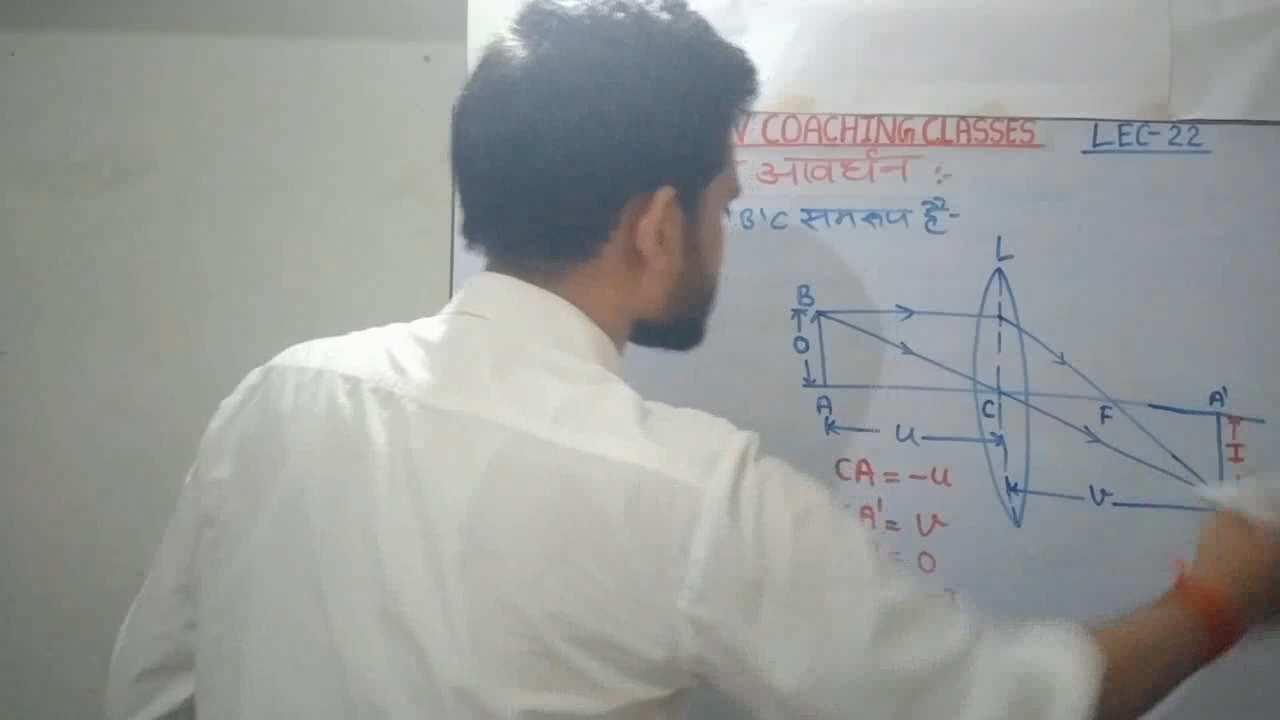 COACHING CLASSES LEC-22
आवर्धन :-
B'C समरूप है-
L
B
O
A C F A'
I
u
v
CA = -u
A' = v
= O